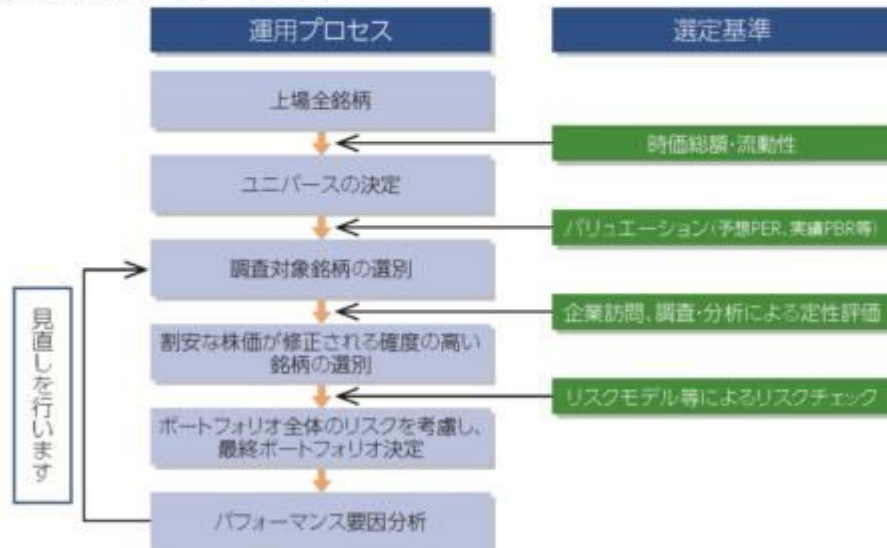 運用プロセス
選定基準
上場全銘柄
時価総額・流動性
ユニバースの決定
バリュエーション(予想PER、実績PBR等)
調査対象銘柄の選別
企業訪問、調査・分析による定性評価
割安な株価が修正される確度の高い
銘柄の選別
リスクモデル等によるリスクチェック
ポートフォリオ全体のリスクを考慮し、
最終ポートフォリオ決定
パフォーマンス要因分析
見直しを行います